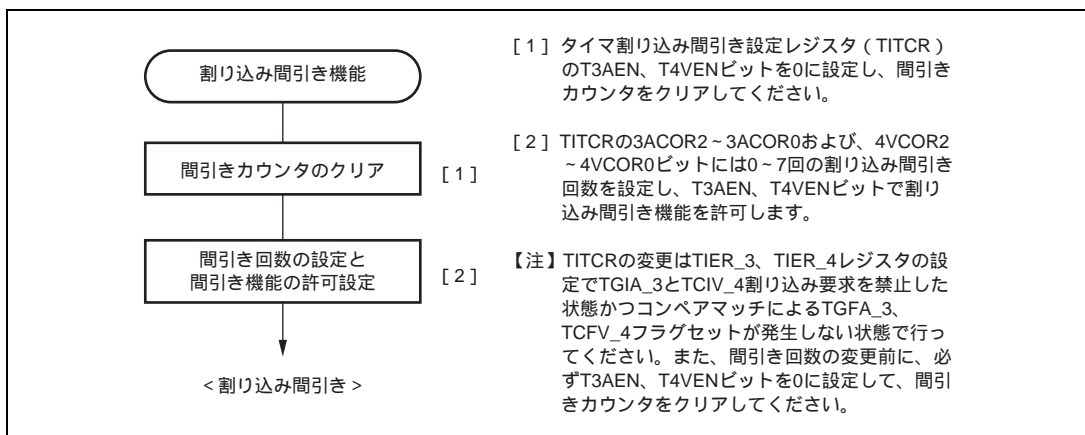 割り込み間引き機能
間引きカウンタのクリア
[1]
間引き回数の設定と
間引き機能の許可設定
[2]
<割り込み間引き>
[1] タイマ割り込み間引き設定レジスタ(TITCR)
のT3AEN、T4VENビットを0に設定し、間引き
カウンタをクリアしてください。
[2] TITCRの3ACOR2~3ACOR0および、4VCOR2
~4VCOR0ビットには0~7回の割り込み間引き
回数を設定し、T3AEN、T4VENビットで割り
込み間引き機能を許可します。
【注】TITCRの変更はTIER_3、TIER_4レジスタの設
定でTGIA_3とTCIV_4割り込み要求を禁止した
状態かつコンペアマッチによるTGFA_3、
TCFV_4フラグセットが発生しない状態で行っ
てください。また、間引き回数の変更前に、必
ずT3AEN、T4VENビットを0に設定して、間引
きカウンタをクリアしてください。